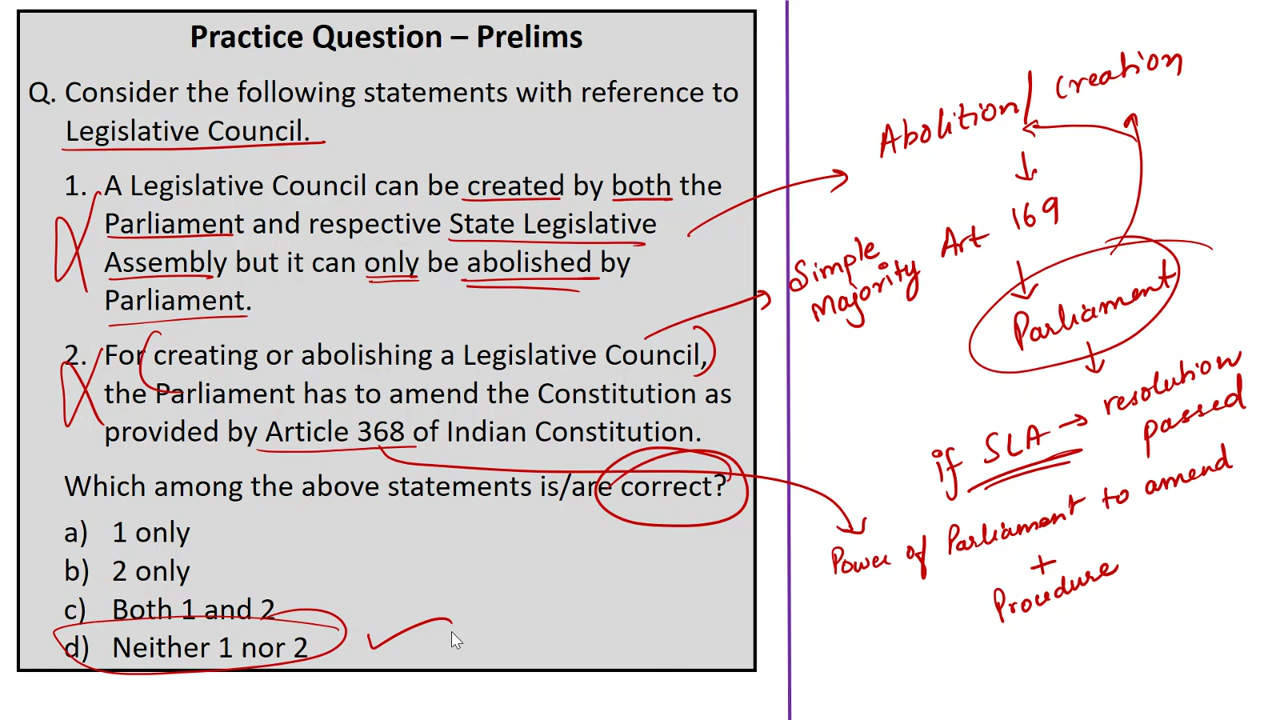 Practice Question – Prelims
Q. Consider the following statements with reference to
Legislative Council.
1. A Legislative Council can be created by both the
Parliament and respective State Legislative
Assembly but it can only be abolished by
Parliament.
2. For creating or abolishing a Legislative Council,
the Parliament has to amend the Constitution as
provided by Article 368 of Indian Constitution.
Which among the above statements is/are correct?
a) 1 only
b) 2 only
c) Both 1 and 2
d) Neither 1 nor 2
Abolition/ Creation
Art 169
Simple
Majority
Parliament
if SLA → resolution
passed
Power of Parliament to amend
+
Procedure